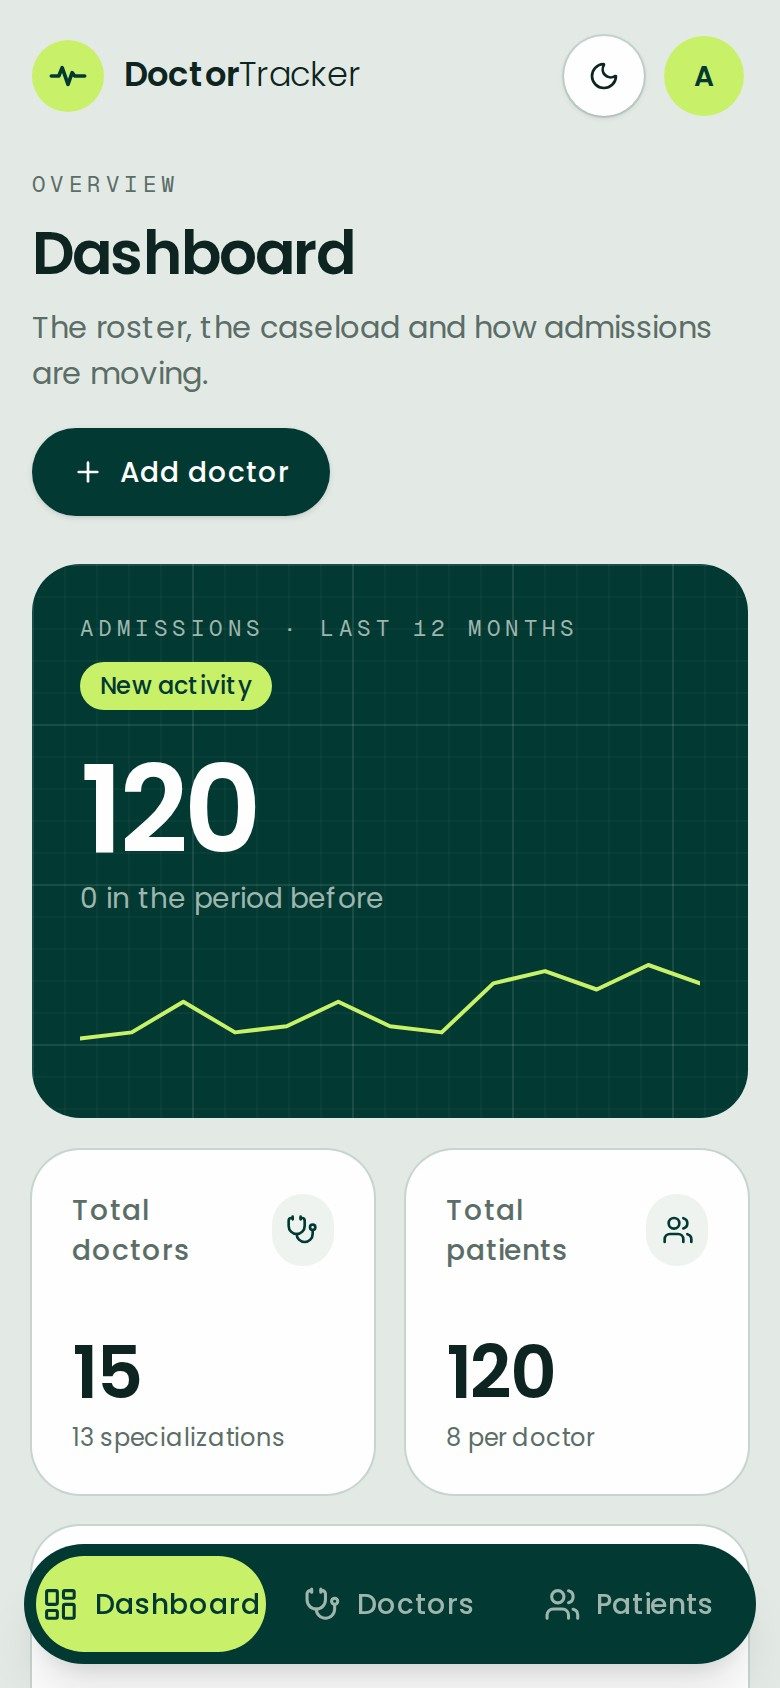 DoctorTracker
A
OVERVIEW
Dashboard
The roster, the caseload and how admissions
are moving.
Add doctor
ADMISSIONS · LAST 12 MONTHS
New activity
120
0 in the period before
Total
doctors
15
13 specializations
Total
patients
120
8 per doctor
Dashboard
Doctors
Patients